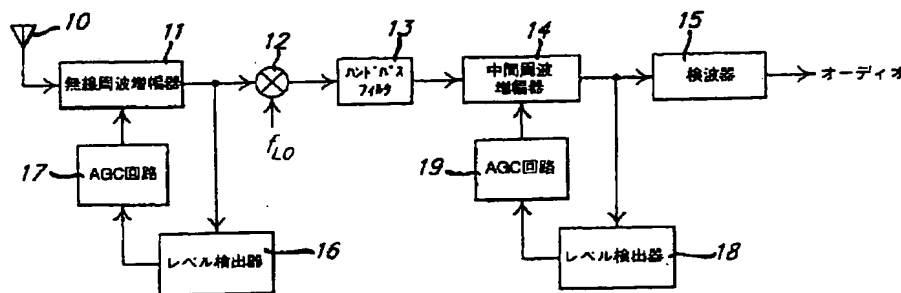 10
11
無線周波増幅器
12
f_LO
13
バンドパス
フィルタ
14
中間周波
増幅器
15
検波器
オーディオ
17
AGC回路
19
AGC回路
レベル検出器
16
レベル検出器
18